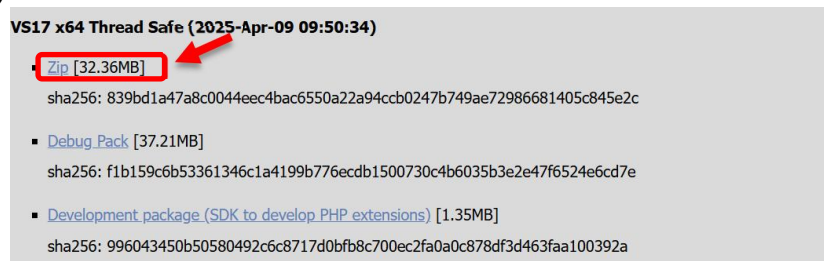 VS17 x64 Thread Safe (2025-Apr-09 09:50:34)
Zip [32.36MB]
sha256: 839bd1a47a8c0044eec4bac6550a22a94ccb0247b749ae72986681405c845e2c
Debug Pack [37.21MB]
sha256: f1b159c6b53361346c1a4199b776ecdb1500730c4b6035b3e2e47f6524e6cd7e
Development package (SDK to develop PHP extensions) [1.35MB]
sha256: 996043450b50580492c6c8717d0bfb8c700ec2fa0a0c878df3d463faa100392a